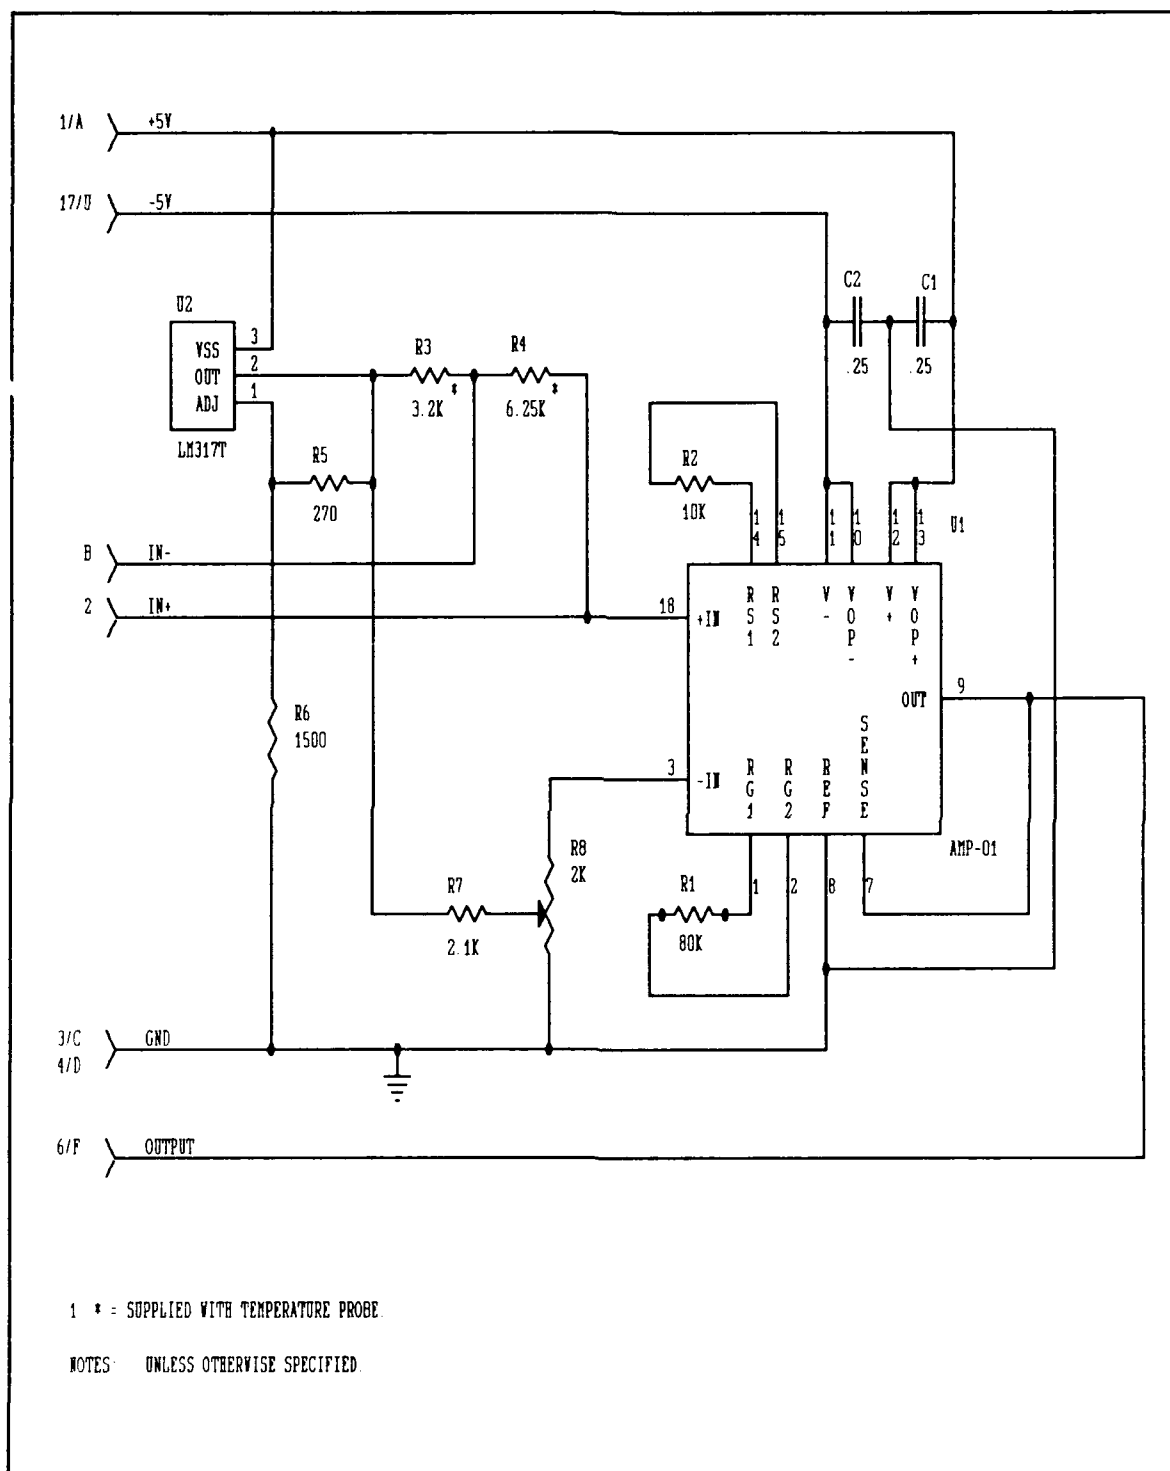 1/A +5V
17/U -5V
C2 C1
.25 .25
U2
VSS 3
OUT 2
ADJ 1
LM317T
R3 * R4 *
3.2K 6.25K
R5
270
R2
10K
14 15 11 10 12 13 U1
B IN-
2 IN+
18 +IN
RS1 RS2 V- VOP- V+ VOP+
OUT 9
R6
1500
3 -IN
RG1 RG2 REF SENSE
AMP-01
R8
2K
R7
2.1K
R1
80K
1 2 8 7
3/C GND
4/D
6/F OUTPUT
1 * = SUPPLIED WITH TEMPERATURE PROBE.
NOTES: UNLESS OTHERWISE SPECIFIED.